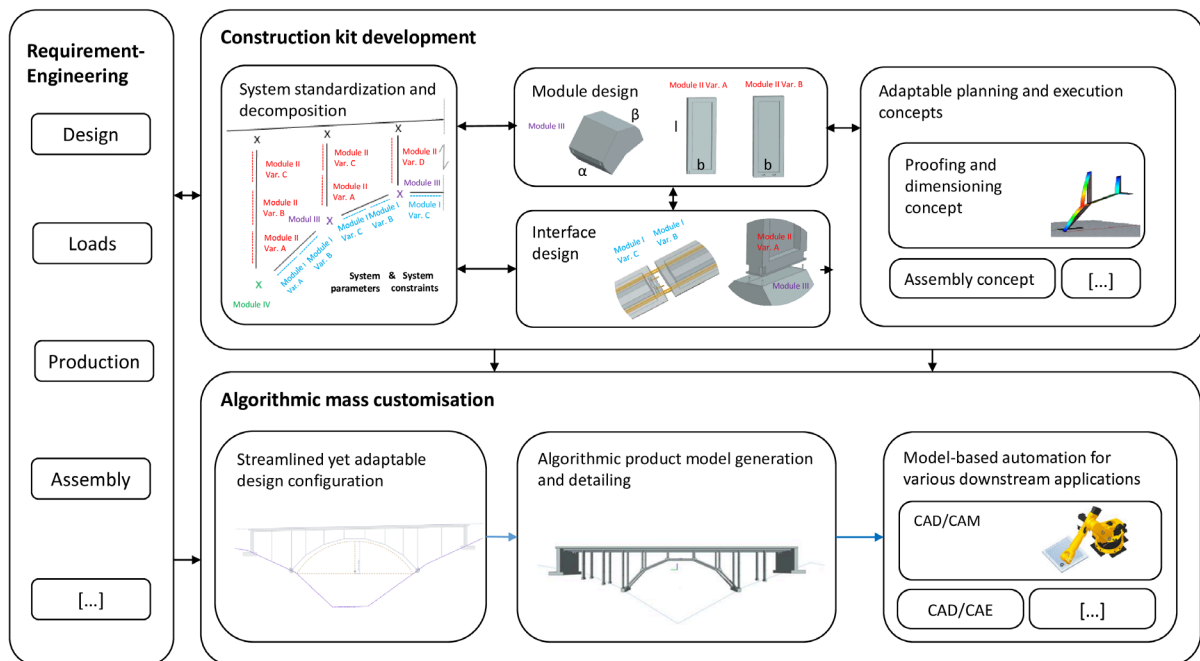 Requirement-
Engineering
Design
Loads
Production
Assembly
[...]
Construction kit development
System standardization and
decomposition
X
X
X
Module II
Var. C
Module II
Var. C
Module II
Var. D
Module II
Var. B
Module II
Var. A
Module III
X
Modul III
X
Module II
Var. A
Module I
Var. A
Module I
Var. B
Module I
Var. C
Module I
Var. B
Module I
Var. C
X
Module IV
System & System
parameters constraints
Module design
Module III
β
α
Module II Var. A
l
b
Module II Var. B
b
Interface
design
Module I
Var. C
Module I
Var. B
Module II
Var. A
Module III
Adaptable planning and execution
concepts
Proofing and
dimensioning
concept
Assembly concept
[...]
Algorithmic mass customisation
Streamlined yet adaptable
design configuration
Algorithmic product model generation
and detailing
Model-based automation for
various downstream applications
CAD/CAM
CAD/CAE
[...]